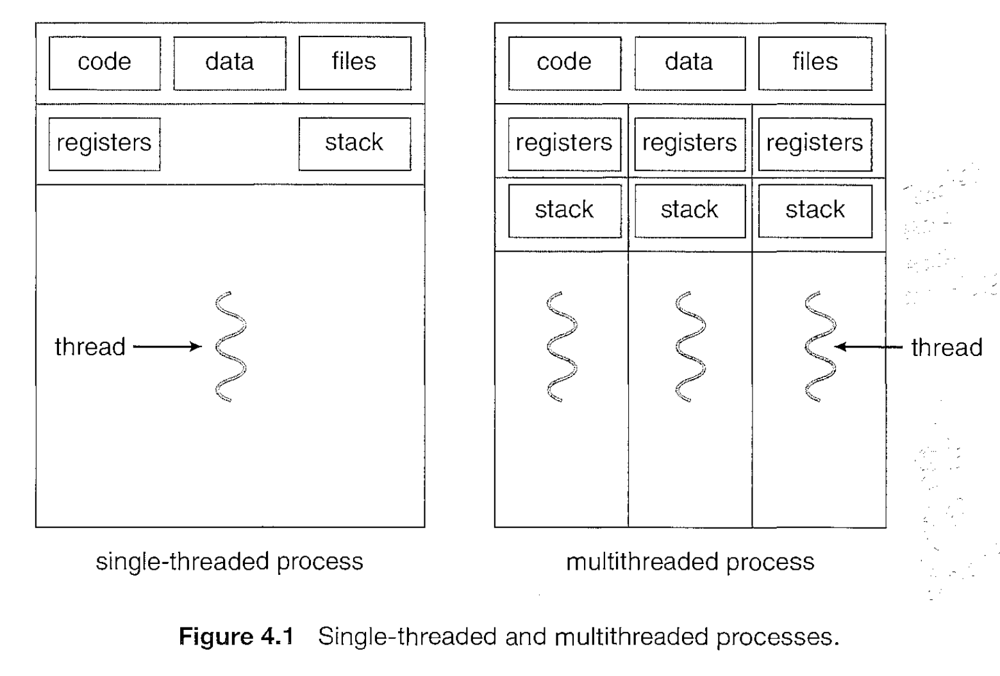 code data files code data files
registers stack registers registers registers
stack stack stack
thread thread
single-threaded process multithreaded process
Figure 4.1 Single-threaded and multithreaded processes.